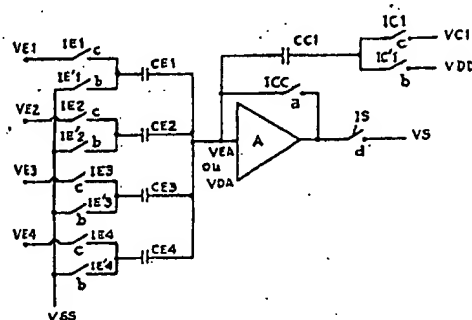 IC1
VC1
c
CC1
IC'1
VDD
b
VE1
IE1
c
CE1
IE'1
b
ICC
a
VE2
IE2
c
CE2
IE'2
b
VEA
OU
VDA
A
IS
VS
d
VE3
IE3
CE3
c
IE'3
b
VE4
IE4
c
CE4
IE'4
b
VSS